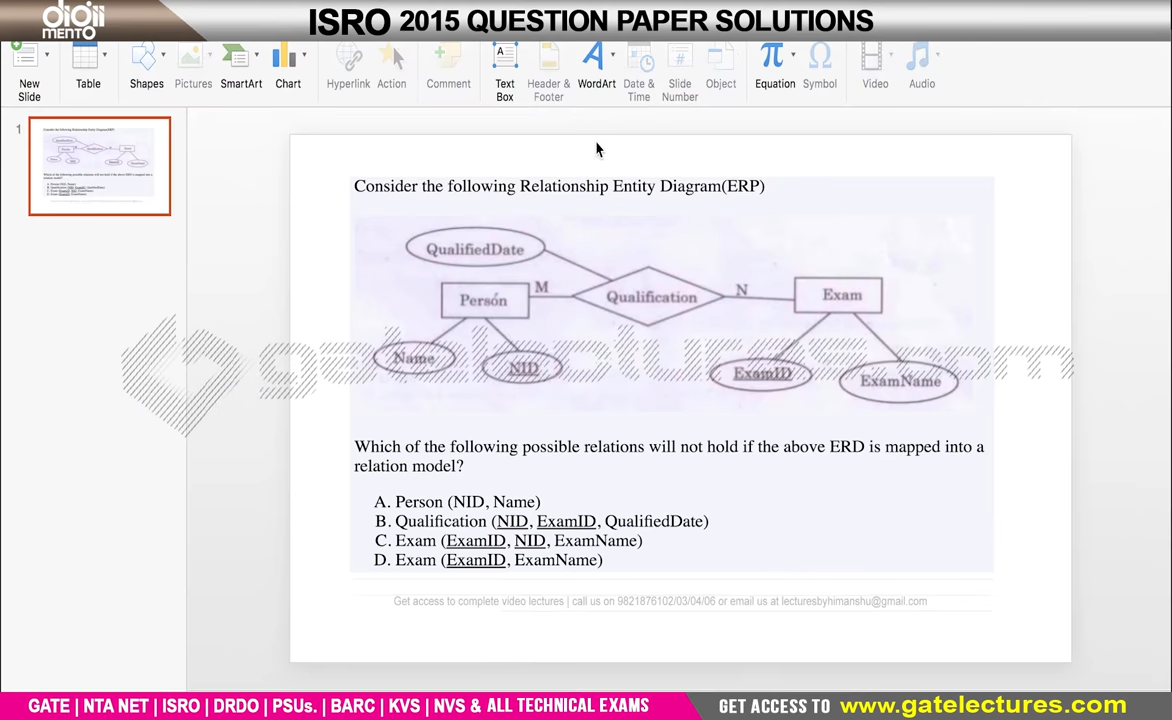 digii
MENTO
ISRO 2015 QUESTION PAPER SOLUTIONS
New Slide
Table
Shapes
Pictures
SmartArt
Chart
Hyperlink
Action
Comment
Text Box
Header & Footer
WordArt
Date & Time
Slide Number
Object
Equation
Symbol
Video
Audio
1
Consider the following Relationship Entity Diagram(ERP)
QualifiedDate
Person
M
Qualification
N
Exam
Name
NID
ExamID
ExamName
gatelectures.com
Which of the following possible relations will not hold if the above ERD is mapped into a
relation model?
A. Person (NID, Name)
B. Qualification (NID, ExamID, QualifiedDate)
C. Exam (ExamID, NID, ExamName)
D. Exam (ExamID, ExamName)
Get access to complete video lectures | call us on 9821876102/03/04/06 or email us at lecturesbyhimanshu@gmail.com
GATE | NTA NET | ISRO | DRDO | PSUs. | BARC | KVS | NVS & ALL TECHNICAL EXAMS
GET ACCESS TO www.gatelectures.com